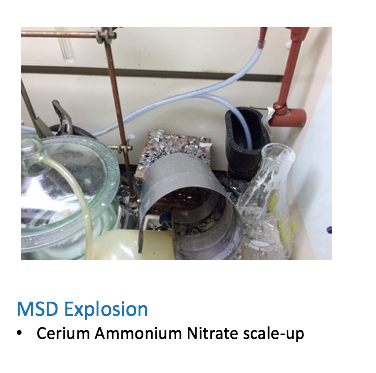 MSD Explosion
• Cerium Ammonium Nitrate scale-up